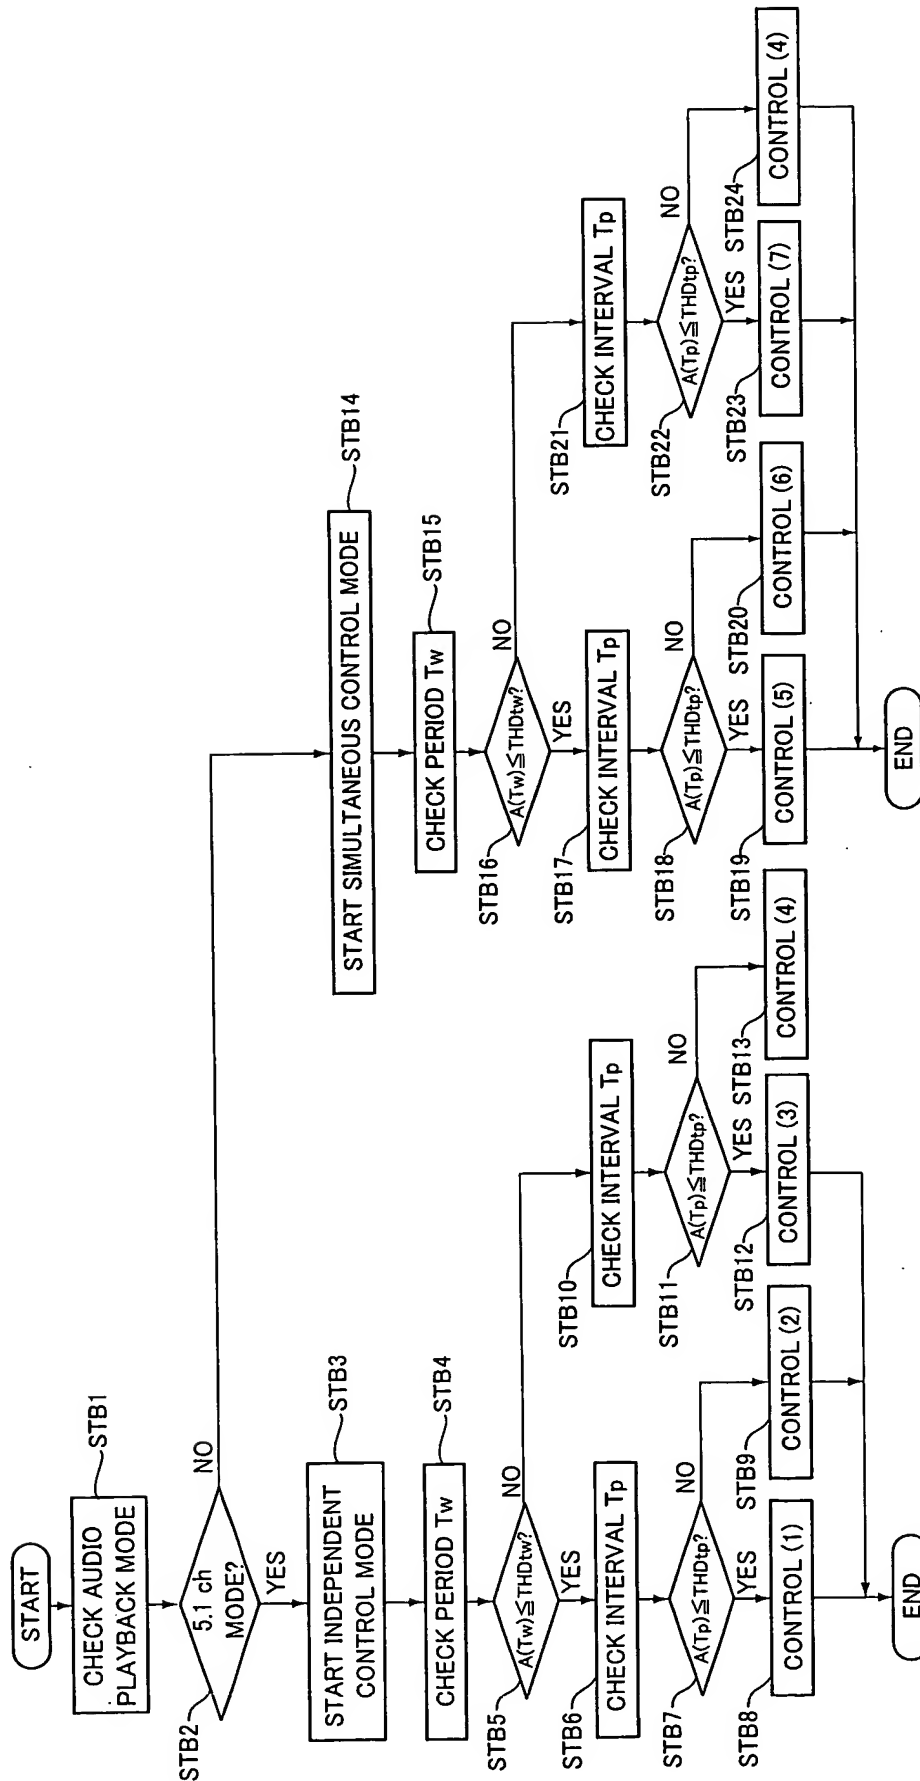 START
CHECK AUDIO
PLAYBACK MODE
STB1
5.1 ch
MODE?
STB2
NO
YES
START INDEPENDENT
CONTROL MODE
STB3
CHECK PERIOD Tw
STB4
A(Tw)≦THDtw?
STB5
NO
YES
CHECK INTERVAL Tp
STB6
A(Tp)≦THDtp?
STB7
NO
YES
CONTROL (1)
STB8
CONTROL (2)
STB9
CHECK INTERVAL Tp
STB10
A(Tp)≦THDtp?
STB11
NO
YES
CONTROL (3)
STB12
CONTROL (4)
STB13
END
START SIMULTANEOUS CONTROL MODE
STB14
CHECK PERIOD Tw
STB15
A(Tw)≦THDtw?
STB16
NO
YES
CHECK INTERVAL Tp
STB17
A(Tp)≦THDtp?
STB18
NO
YES
CONTROL (5)
STB19
CONTROL (6)
STB20
CHECK INTERVAL Tp
STB21
A(Tp)≦THDtp?
STB22
NO
YES
CONTROL (7)
STB23
CONTROL (4)
STB24
END